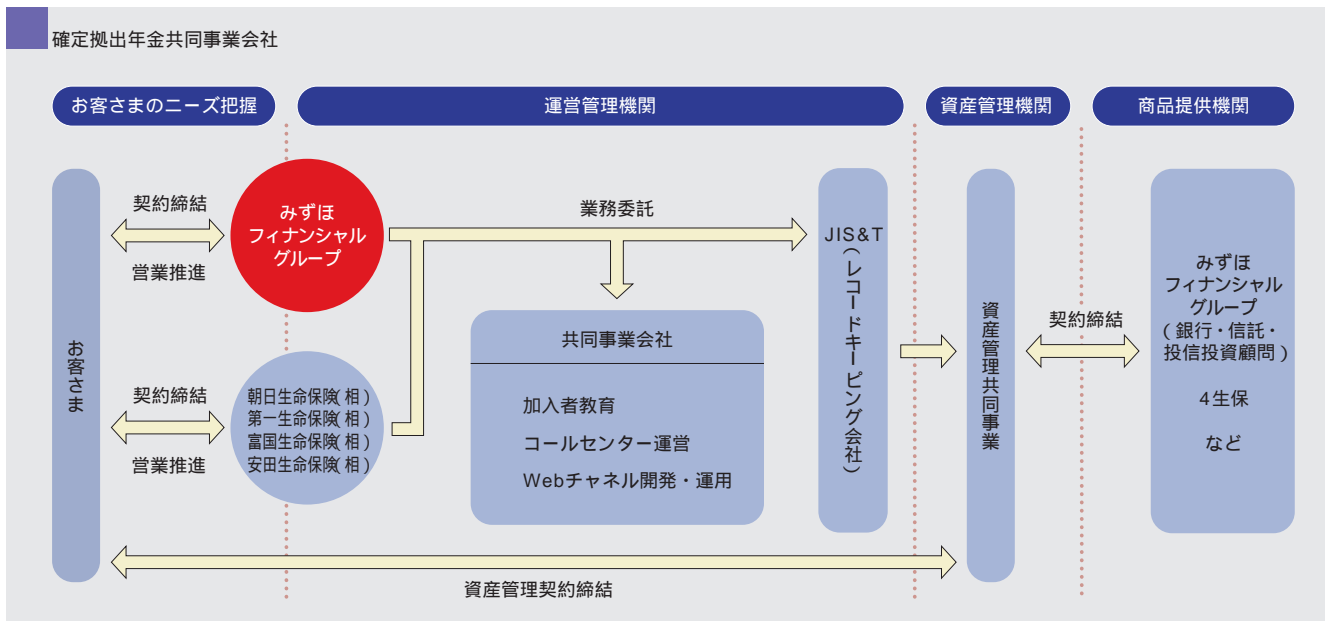 確定拠出年金共同事業会社
お客さまのニーズ把握
運営管理機関
資産管理機関
商品提供機関
お客さま
契約締結
営業推進
みずほ
フィナンシャル
グループ
契約締結
営業推進
朝日生命保険(相)
第一生命保険(相)
富国生命保険(相)
安田生命保険(相)
業務委託
共同事業会社
加入者教育
コールセンター運営
Webチャネル開発・運用
JIS&T
(レコードキーピング会社)
資産管理共同事業
契約締結
みずほ
フィナンシャル
グループ
(銀行・信託・
投信投資顧問)
4生保
など
資産管理契約締結